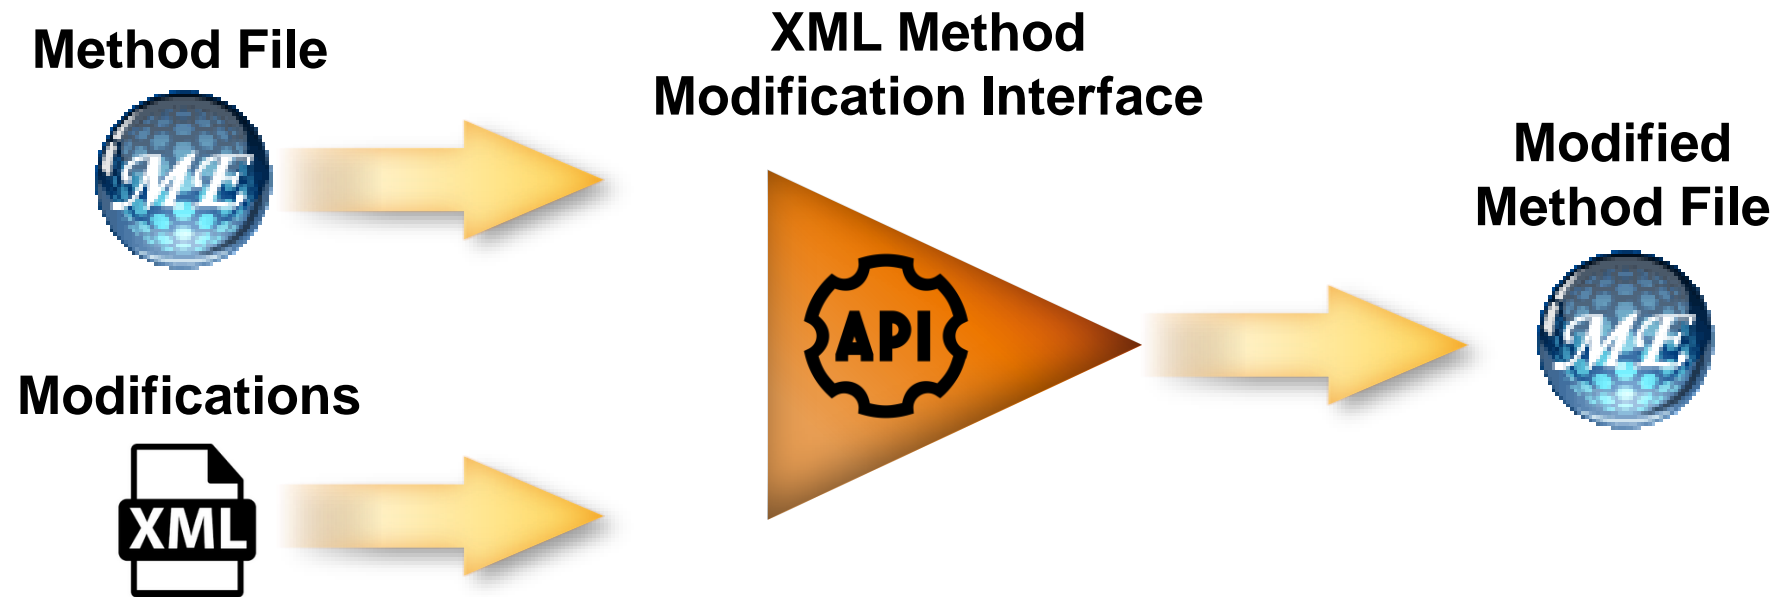 Method File
ME
XML Method
Modification Interface
API
Modified
Method File
ME
Modifications
XML